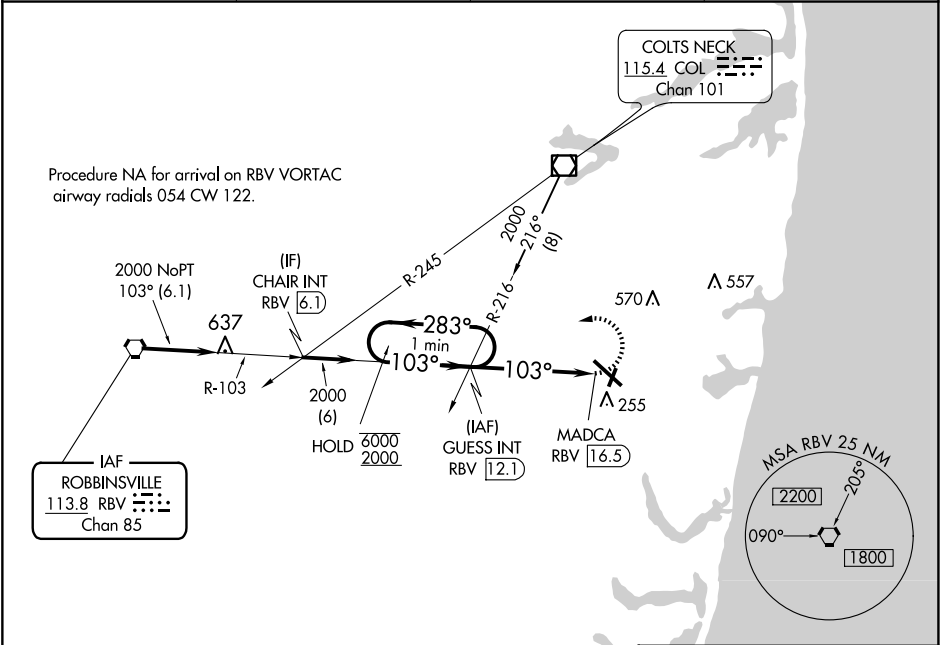 COLTS NECK
115.4 COL
Chan 101
Procedure NA for arrival on RBV VORTAC
airway radials 054 CW 122.
2000
216°
(8)
R-245
R-216
(IF)
CHAIR INT
RBV 6.1
2000 NoPT
103° (6.1)
637
570
557
283°
1 min
103°
103°
R-103
2000
(6)
HOLD 6000
2000
(IAF)
GUESS INT
RBV 12.1
MADCA
RBV 16.5
255
IAF
ROBBINSVILLE
113.8 RBV
Chan 85
MSA RBV 25 NM
2200
205°
090°
1800